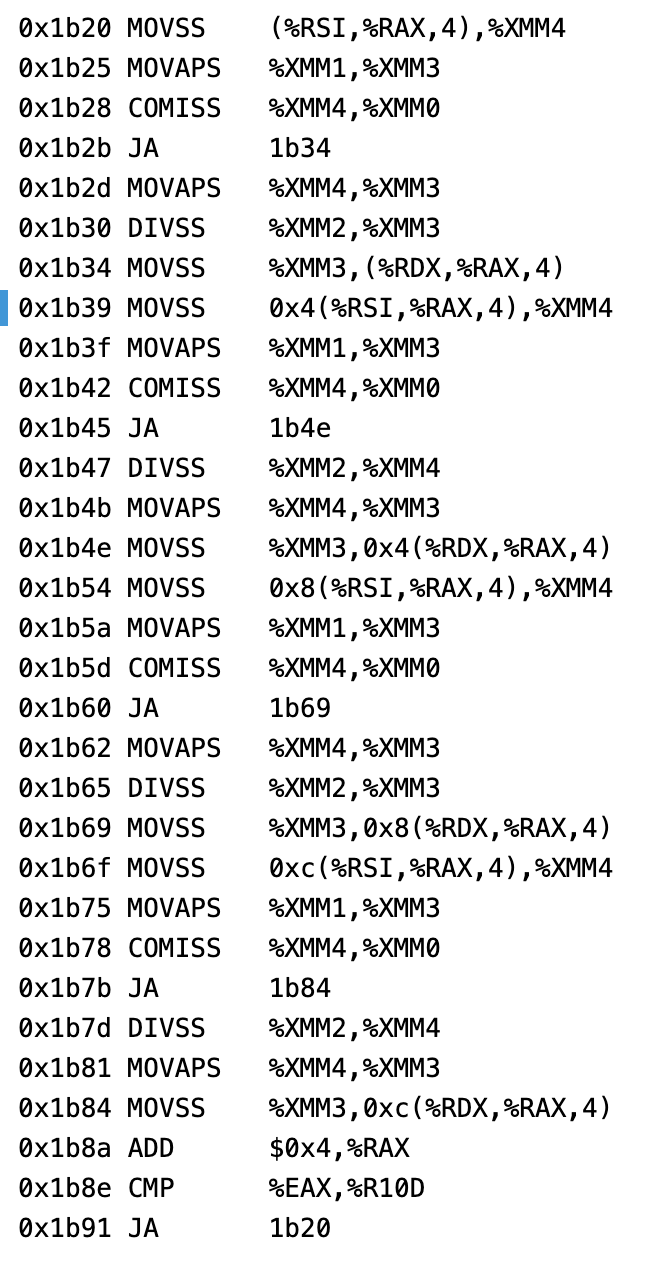 0x1b20 MOVSS (%RSI,%RAX,4),%XMM4
0x1b25 MOVAPS %XMM1,%XMM3
0x1b28 COMISS %XMM4,%XMM0
0x1b2b JA 1b34
0x1b2d MOVAPS %XMM4,%XMM3
0x1b30 DIVSS %XMM2,%XMM3
0x1b34 MOVSS %XMM3,(%RDX,%RAX,4)
0x1b39 MOVSS 0x4(%RSI,%RAX,4),%XMM4
0x1b3f MOVAPS %XMM1,%XMM3
0x1b42 COMISS %XMM4,%XMM0
0x1b45 JA 1b4e
0x1b47 DIVSS %XMM2,%XMM4
0x1b4b MOVAPS %XMM4,%XMM3
0x1b4e MOVSS %XMM3,0x4(%RDX,%RAX,4)
0x1b54 MOVSS 0x8(%RSI,%RAX,4),%XMM4
0x1b5a MOVAPS %XMM1,%XMM3
0x1b5d COMISS %XMM4,%XMM0
0x1b60 JA 1b69
0x1b62 MOVAPS %XMM4,%XMM3
0x1b65 DIVSS %XMM2,%XMM3
0x1b69 MOVSS %XMM3,0x8(%RDX,%RAX,4)
0x1b6f MOVSS 0xc(%RSI,%RAX,4),%XMM4
0x1b75 MOVAPS %XMM1,%XMM3
0x1b78 COMISS %XMM4,%XMM0
0x1b7b JA 1b84
0x1b7d DIVSS %XMM2,%XMM4
0x1b81 MOVAPS %XMM4,%XMM3
0x1b84 MOVSS %XMM3,0xc(%RDX,%RAX,4)
0x1b8a ADD $0x4,%RAX
0x1b8e CMP %EAX,%R10D
0x1b91 JA 1b20